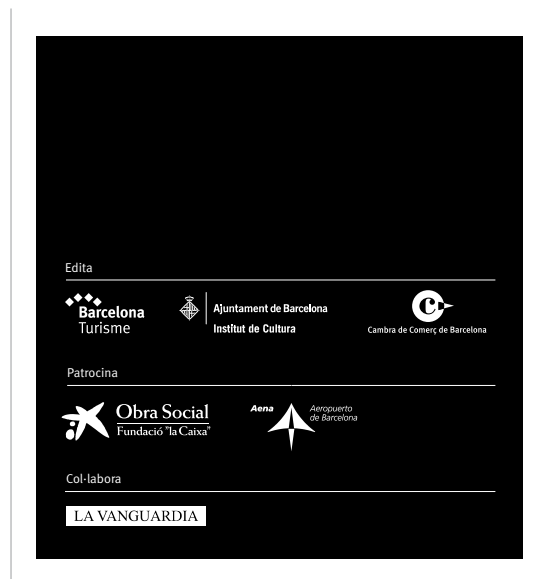 Edita
Barcelona
Turisme
Ajuntament de Barcelona
Institut de Cultura
c
Cambra de Comerç de Barcelona
Patrocina
Obra Social
Fundació "la Caixa"
Aena
Aeropuerto
de Barcelona
Col·labora
LA VANGUARDIA